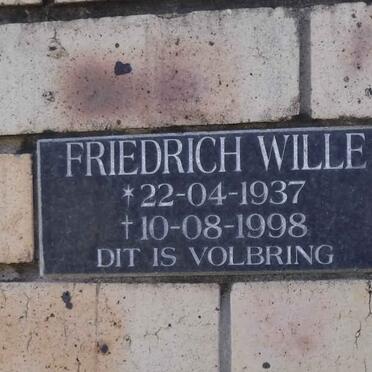 FRIEDRICH WILLE
*22-04-1937
†10-08-1998
DIT IS VOLBRING